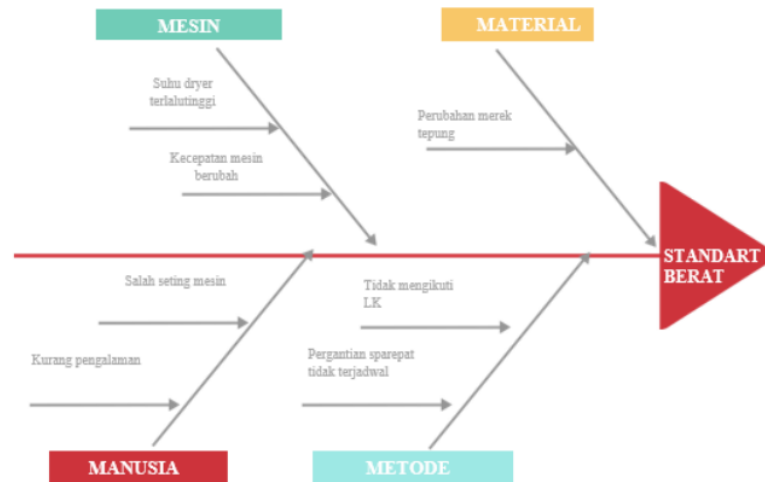 MESIN
MATERIAL
Suhu dryer
terlalutinggi
Perubahan merek
tepung
Kecepatan mesin
berubah
STANDART
BERAT
Salah seting mesin
Tidak mengikuti
LK
Kurang pengalaman
Pergantian sparepat
tidak terjadwal
MANUSIA
METODE